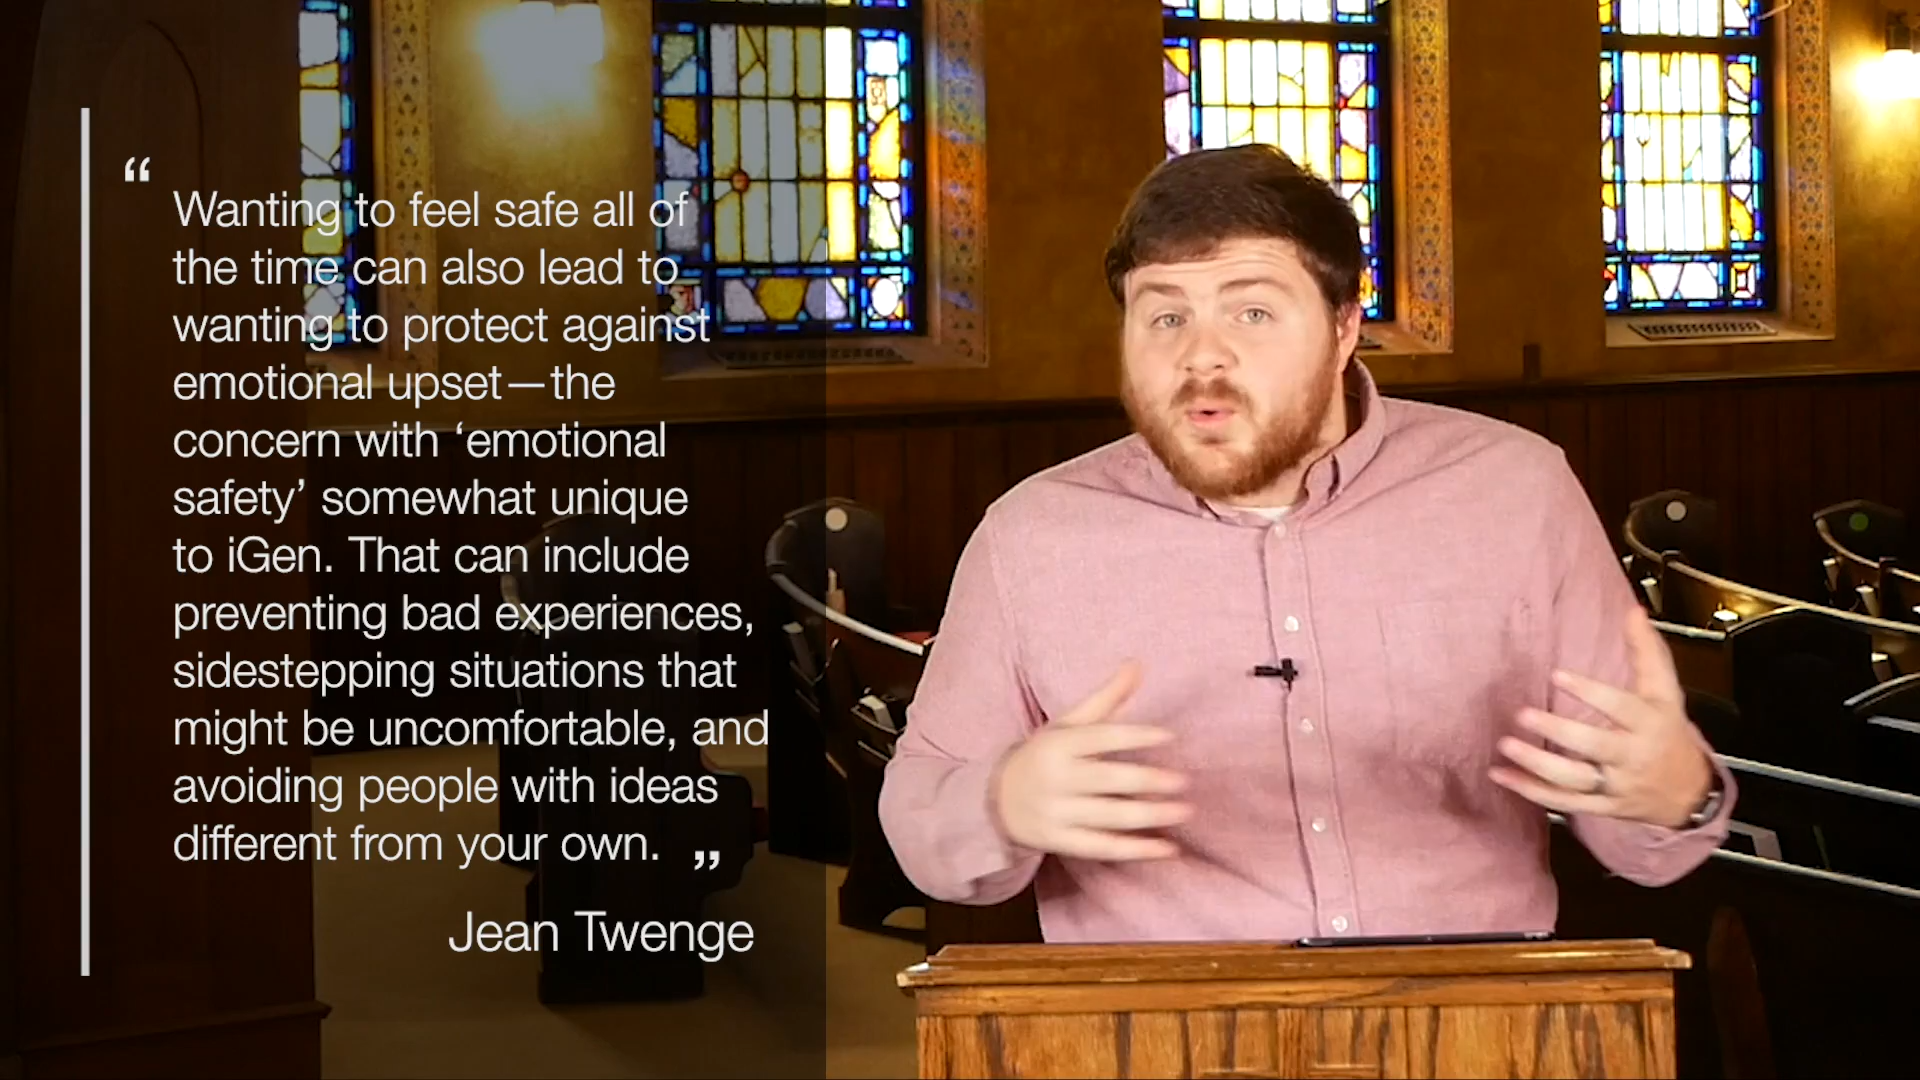 “
Wanting to feel safe all of
the time can also lead to
wanting to protect against
emotional upset—the
concern with ‘emotional
safety’ somewhat unique
to iGen. That can include
preventing bad experiences,
sidestepping situations that
might be uncomfortable, and
avoiding people with ideas
different from your own. ”
Jean Twenge